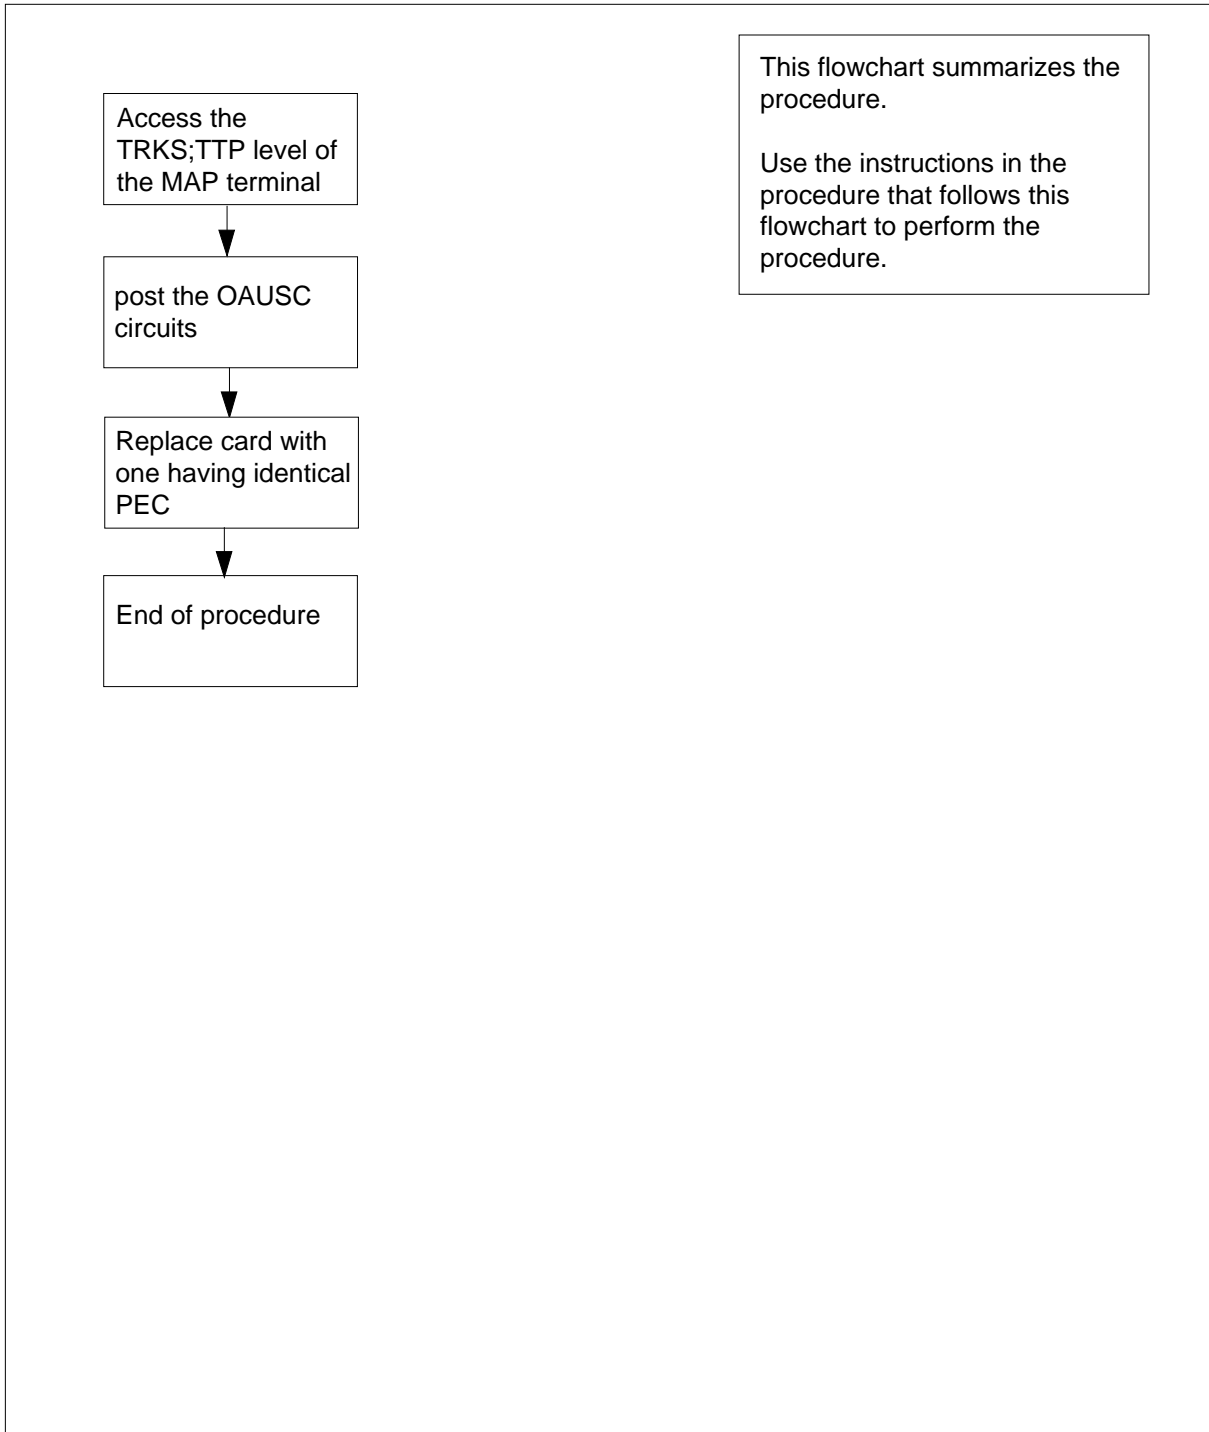 Access the
TRKS;TTP level of
the MAP terminal
post the OAUSC
circuits
Replace card with
one having identical
PEC
End of procedure
This flowchart summarizes the
procedure.
Use the instructions in the
procedure that follows this
flowchart to perform the
procedure.